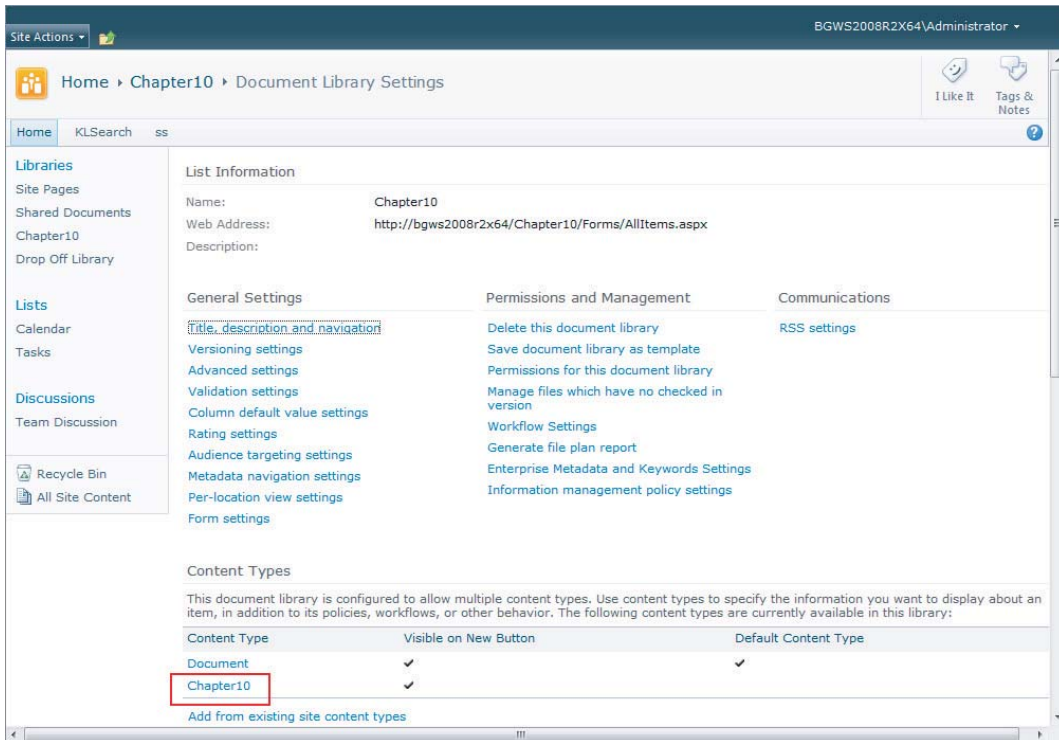 BGWS2008R2X64\Administrator
Site Actions
Home › Chapter10 › Document Library Settings
I Like It
Tags &
Notes
Home KLSearch ss
Libraries
Site Pages
Shared Documents
Chapter10
Drop Off Library
Lists
Calendar
Tasks
Discussions
Team Discussion
Recycle Bin
All Site Content
List Information
Name: Chapter10
Web Address: http://bgws2008r2x64/Chapter10/Forms/AllItems.aspx
Description:
General Settings
Title, description and navigation
Versioning settings
Advanced settings
Validation settings
Column default value settings
Rating settings
Audience targeting settings
Metadata navigation settings
Per-location view settings
Form settings
Permissions and Management
Delete this document library
Save document library as template
Permissions for this document library
Manage files which have no checked in
version
Workflow Settings
Generate file plan report
Enterprise Metadata and Keywords Settings
Information management policy settings
Communications
RSS settings
Content Types
This document library is configured to allow multiple content types. Use content types to specify the information you want to display about an
item, in addition to its policies, workflows, or other behavior. The following content types are currently available in this library:
Content Type Visible on New Button Default Content Type
Document ✔ ✔
Chapter10 ✔
Add from existing site content types